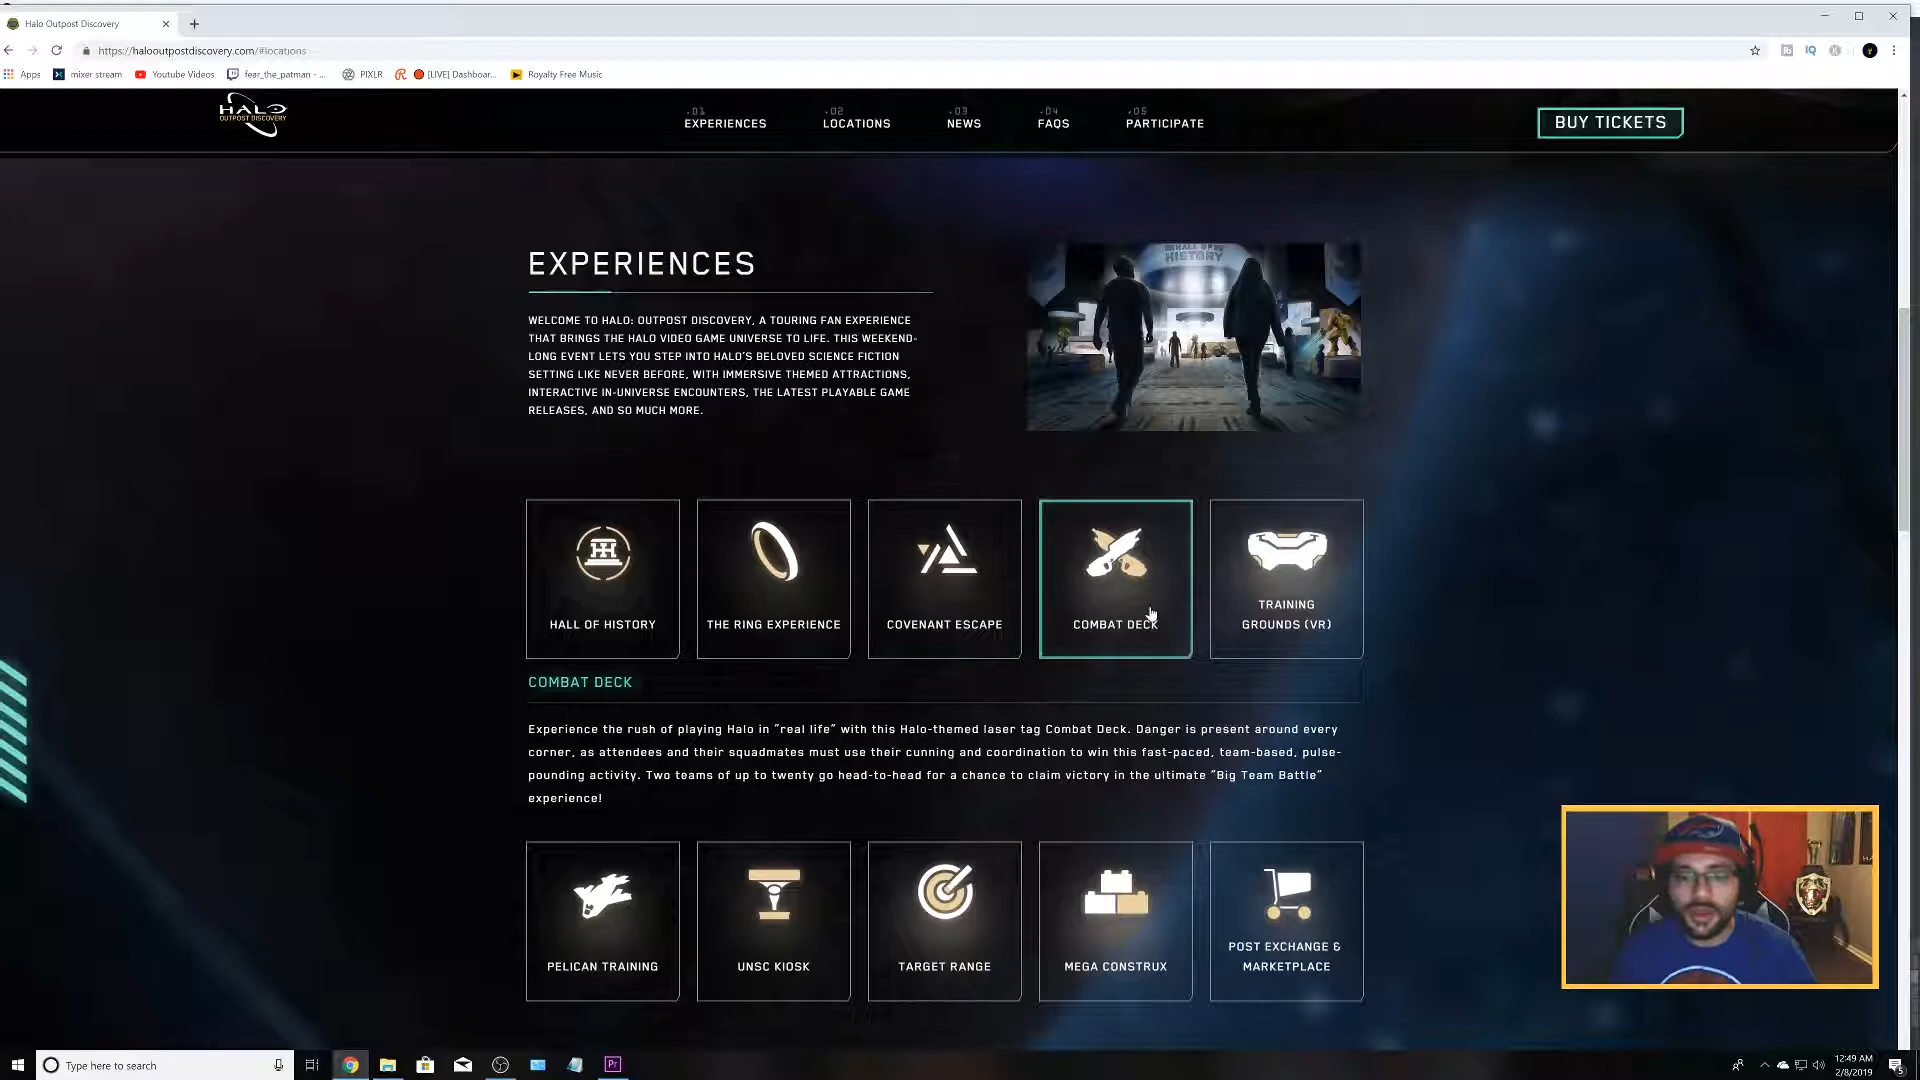 Halo Outpost Discovery
https://halooutpostdiscovery.com/#locations
Apps
mixer stream
Youtube Videos
fear_the_patman - ...
PIXLR
[LIVE] Dashboar...
Royalty Free Music
HALO
OUTPOST DISCOVERY
01
EXPERIENCES
02
LOCATIONS
03
NEWS
04
FAQS
05
PARTICIPATE
BUY TICKETS
EXPERIENCES
WELCOME TO HALO: OUTPOST DISCOVERY, A TOURING FAN EXPERIENCE
THAT BRINGS THE HALO VIDEO GAME UNIVERSE TO LIFE. THIS WEEKEND-
LONG EVENT LETS YOU STEP INTO HALO'S BELOVED SCIENCE FICTION
SETTING LIKE NEVER BEFORE, WITH IMMERSIVE THEMED ATTRACTIONS,
INTERACTIVE IN-UNIVERSE ENCOUNTERS, THE LATEST PLAYABLE GAME
RELEASES, AND SO MUCH MORE.
HALL OF
HISTORY
HALL OF HISTORY
THE RING EXPERIENCE
COVENANT ESCAPE
COMBAT DECK
TRAINING
GROUNDS (VR)
COMBAT DECK
Experience the rush of playing Halo in "real life" with this Halo-themed laser tag Combat Deck. Danger is present around every
corner, as attendees and their squadmates must use their cunning and coordination to win this fast-paced, team-based, pulse-
pounding activity. Two teams of up to twenty go head-to-head for a chance to claim victory in the ultimate "Big Team Battle"
experience!
PELICAN TRAINING
UNSC KIOSK
TARGET RANGE
MEGA CONSTRUX
POST EXCHANGE &
MARKETPLACE
Type here to search
Pr
12:49 AM
2/8/2019
5